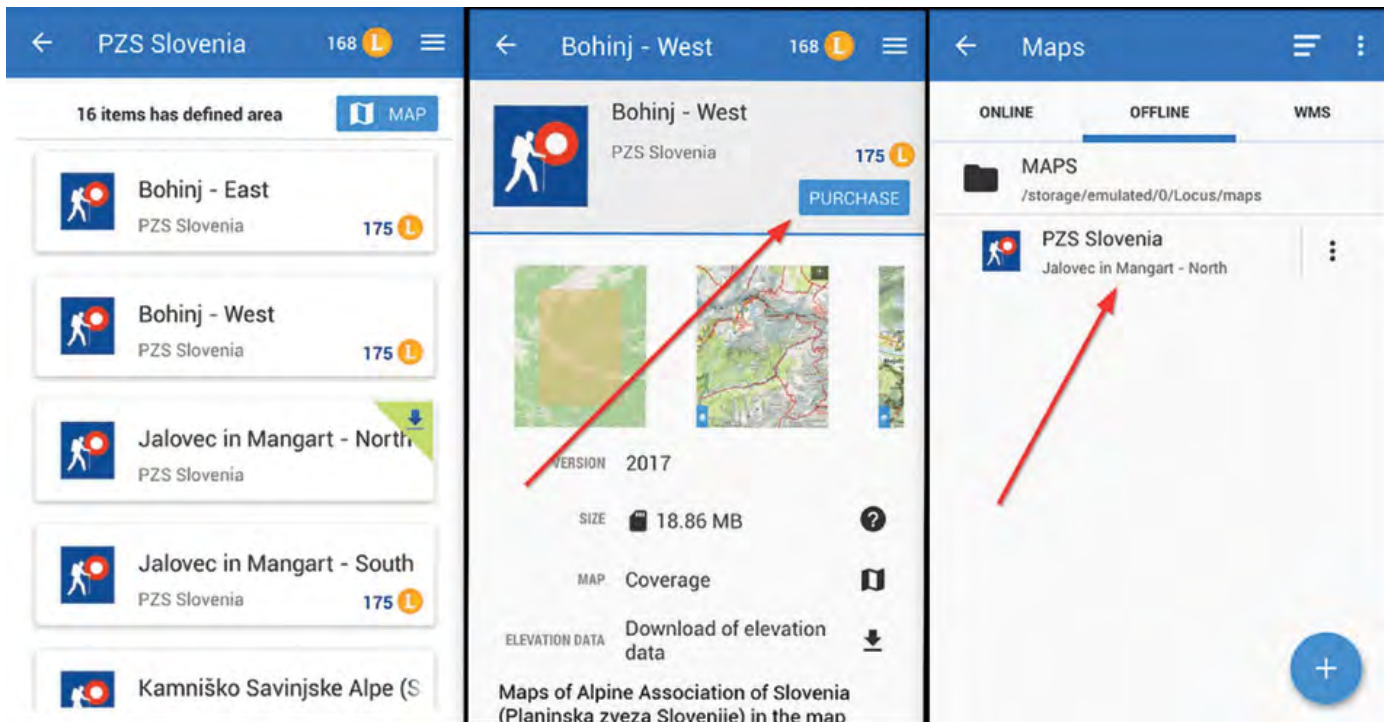 PZS Slovenia
168 L
16 items has defined area
MAP
Bohinj - East
PZS Slovenia
175 L
Bohinj - West
PZS Slovenia
175 L
Jalovec in Mangart - North
PZS Slovenia
Jalovec in Mangart - South
PZS Slovenia
175 L
Kamniško Savinjske Alpe (S
Bohinj - West
168 L
Bohinj - West
PZS Slovenia
175 L
PURCHASE
VERSION 2017
SIZE 18.86 MB ?
MAP Coverage
ELEVATION DATA Download of elevation
data
Maps of Alpine Association of Slovenia
(Planinska zveza Slovenije) in the map
Maps
ONLINE OFFLINE WMS
MAPS
/storage/emulated/0/Locus/maps
PZS Slovenia
Jalovec in Mangart - North
+